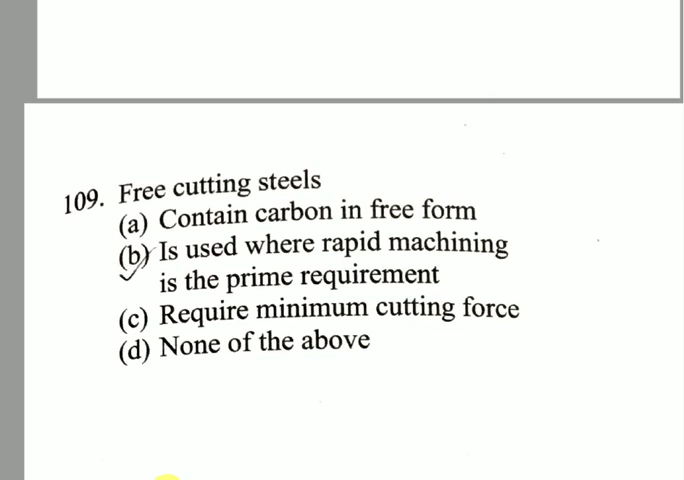 109. Free cutting steels
(a) Contain carbon in free form
(b) Is used where rapid machining
is the prime requirement
(c) Require minimum cutting force
(d) None of the above